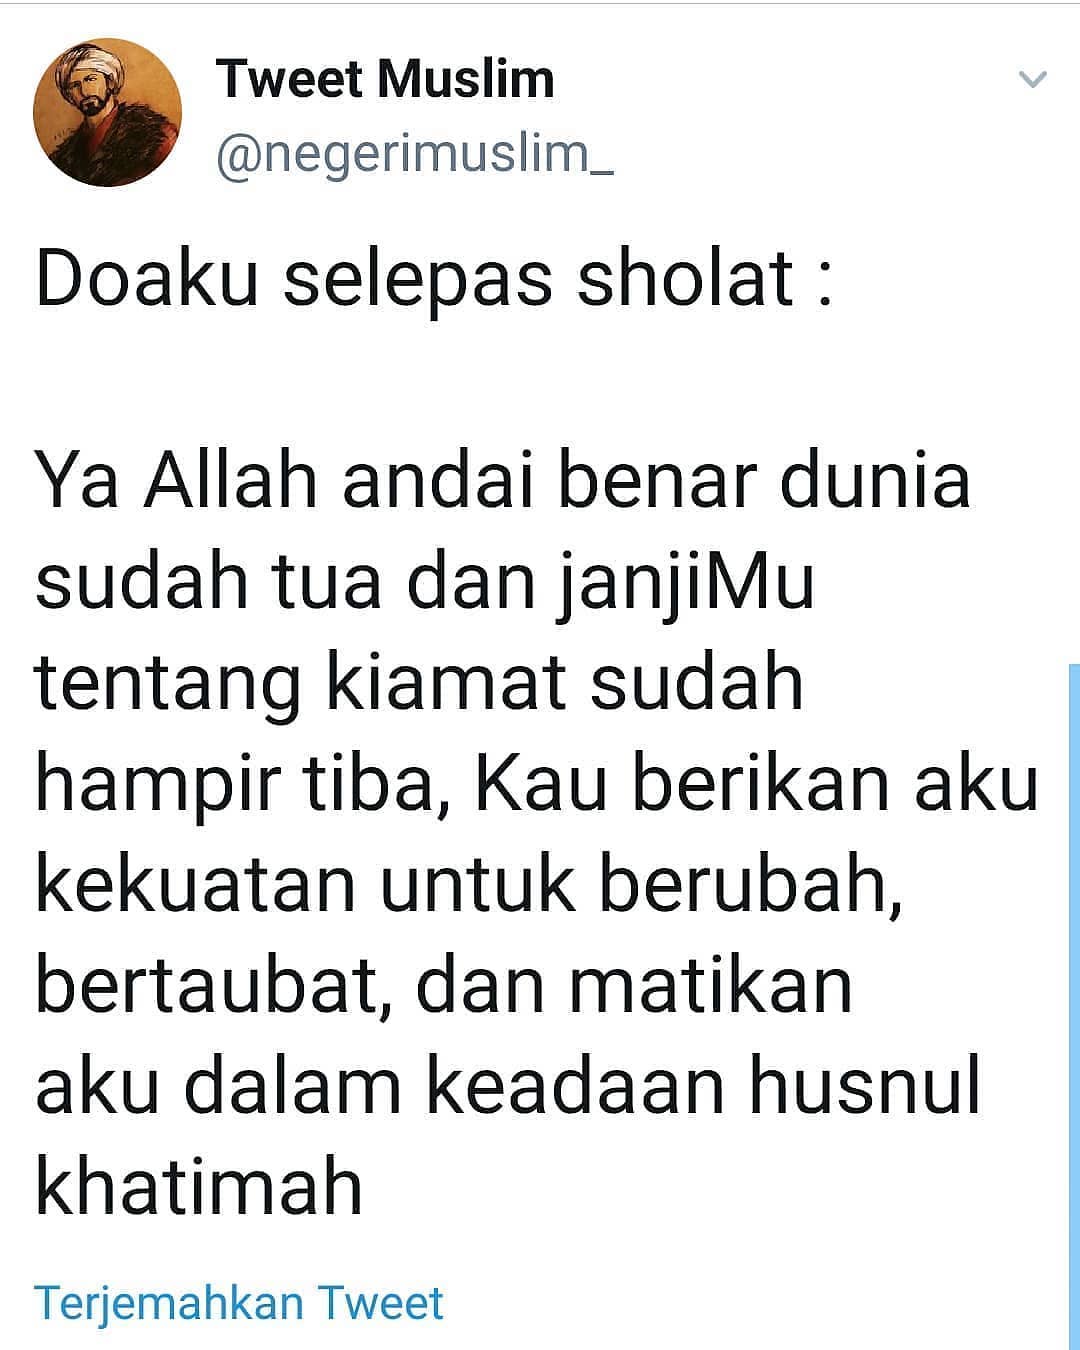 Tweet Muslim
@negerimuslim_
Doaku selepas sholat :
Ya Allah andai benar dunia
sudah tua dan janjiMu
tentang kiamat sudah
hampir tiba, Kau berikan aku
kekuatan untuk berubah,
bertaubat, dan matikan
aku dalam keadaan husnul
khatimah
Terjemahkan Tweet